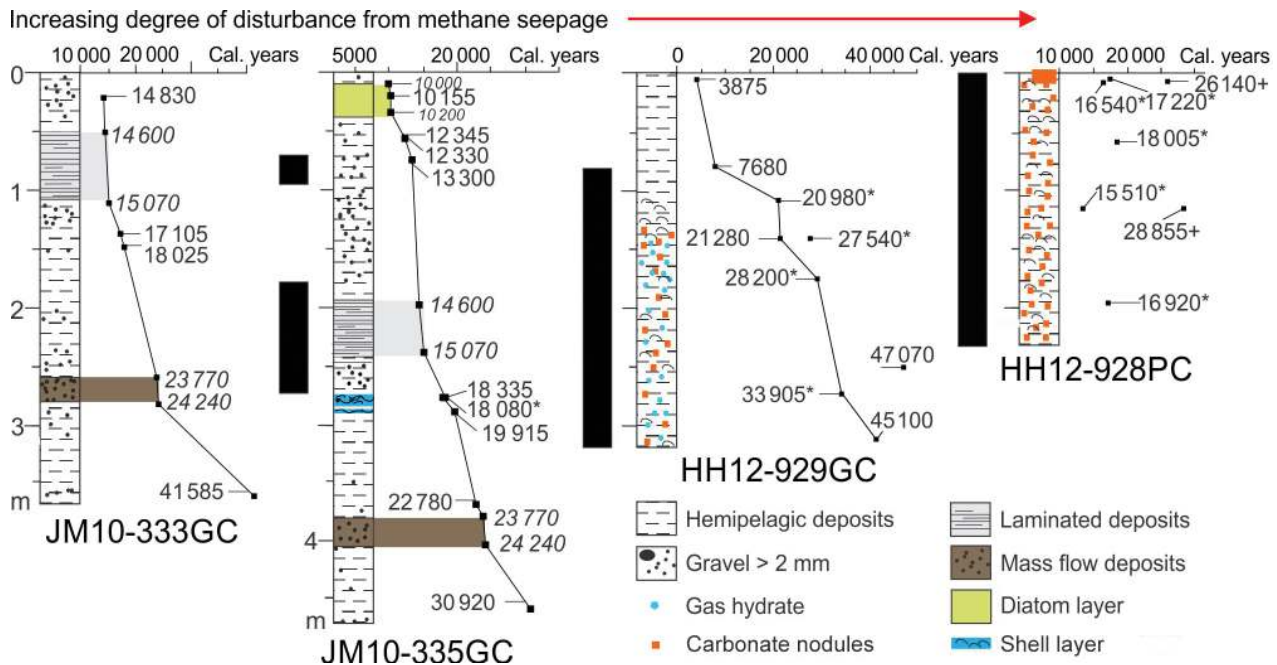 Increasing degree of disturbance from methane seepage
10 000 20 000 Cal. years
5000 20 000 Cal. years
0 20 000 40 000 Cal. years
10 000 20 000 Cal. years
0
1
2
3
m
14 830
14 600
15 070
17 105
18 025
23 770
24 240
41 585
JM10-333GC
4
m
10 000
10 155
10 200
12 345
12 330
13 300
14 600
15 070
18 335
18 080*
19 915
22 780
23 770
24 240
30 920
JM10-335GC
3875
7680
20 980*
21 280
27 540*
28 200*
47 070
33 905*
45 100
HH12-929GC
26 140+
16 540*
17 220*
18 005*
15 510*
28 855+
16 920*
HH12-928PC
Hemipelagic deposits
Gravel > 2 mm
Gas hydrate
Carbonate nodules
Laminated deposits
Mass flow deposits
Diatom layer
Shell layer